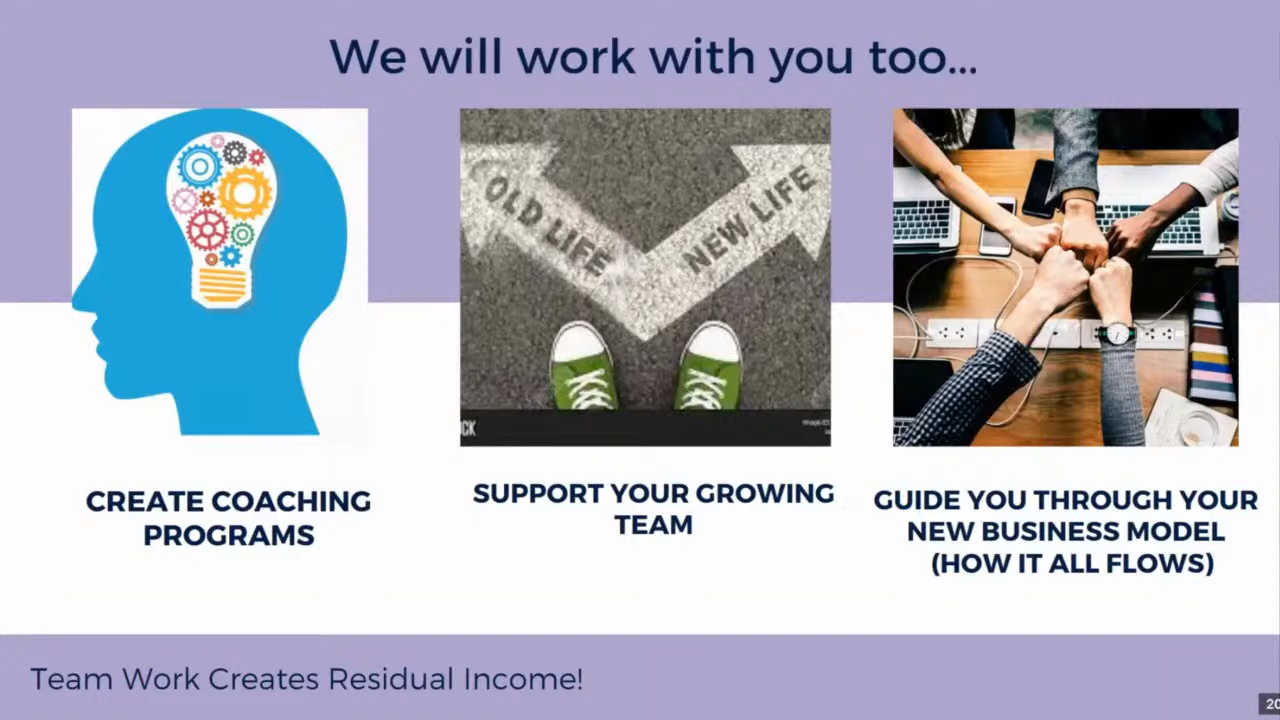 We will work with you too...
OLD LIFE
NEW LIFE
CREATE COACHING
PROGRAMS
SUPPORT YOUR GROWING
TEAM
GUIDE YOU THROUGH YOUR
NEW BUSINESS MODEL
(HOW IT ALL FLOWS)
Team Work Creates Residual Income!
20